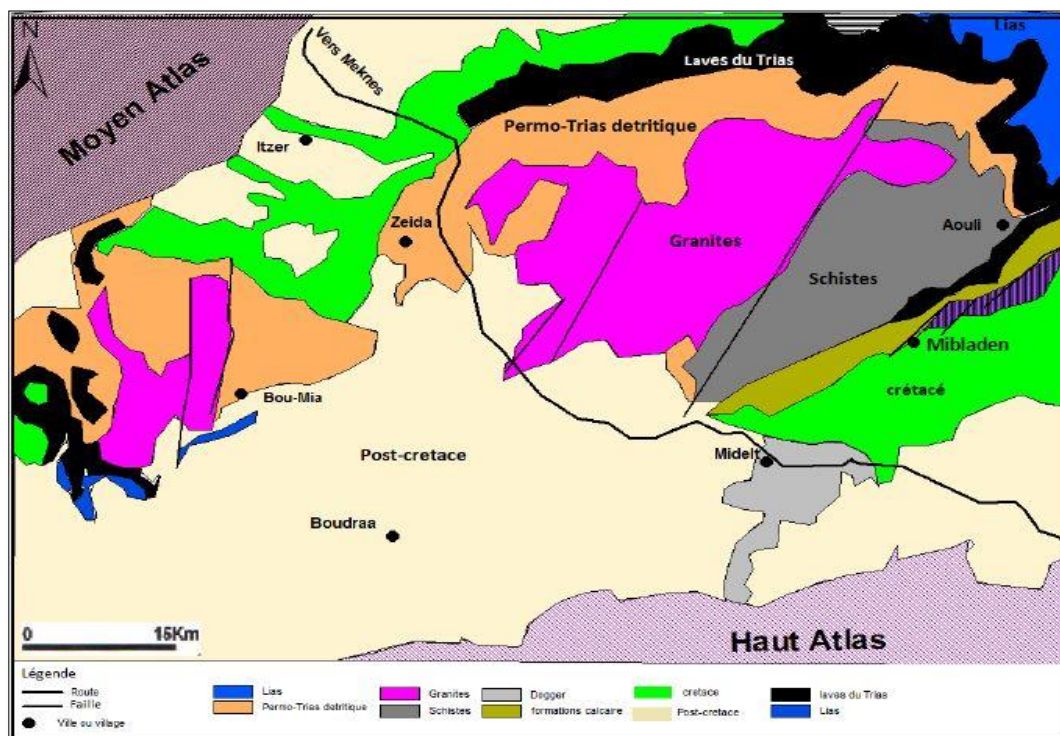 N
Moyen Atlas
Vers Meknes
Itzer
Laves du Trias
Lias
Permo-Trias detritique
Zeida
Granites
Aouli
Schistes
Mibladen
crétacé
Bou-Mia
Post-cretace
Midelt
Boudraa
0 15Km
Haut Atlas
Légende
Route
Faille
Ville ou village
Lias
Permo-Trias detritique
Granites
Schistes
Dogger
formations calcaire
cretace
Post-cretace
laves du Trias
Lias